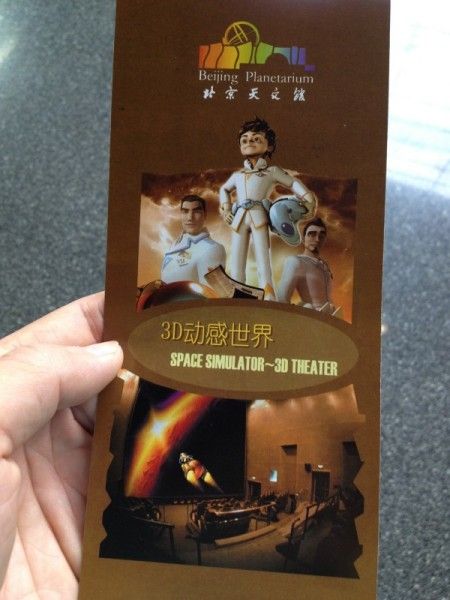 Beijing Planetarium
北京天文馆
3D动感世界
SPACE SIMULATOR~3D THEATER